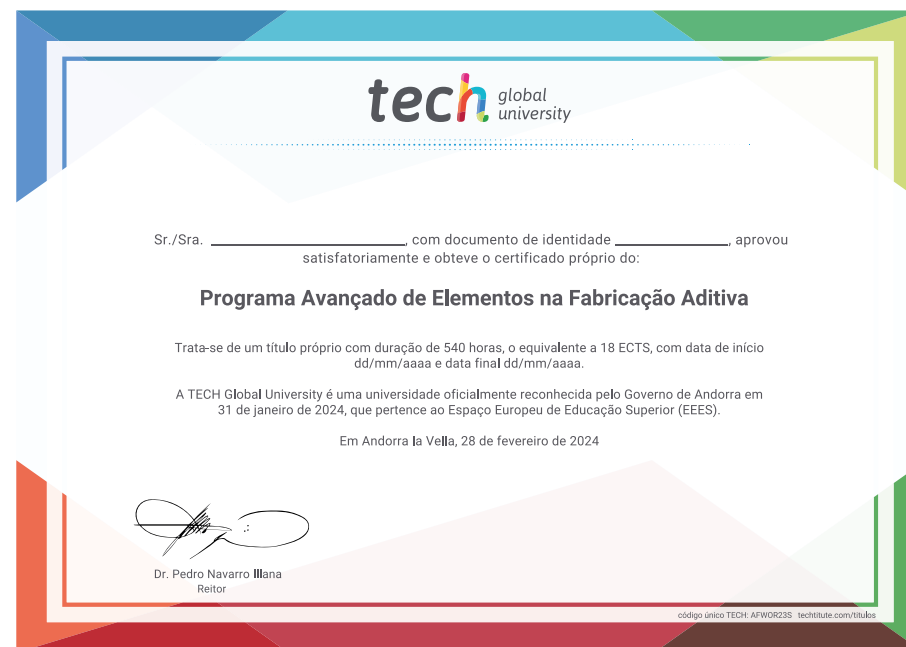 tech global university
Sr./Sra. ____________________, com documento de identidade ____________, aprovou
satisfatoriamente e obteve o certificado próprio do:
Programa Avançado de Elementos na Fabricação Aditiva
Trata-se de um título próprio com duração de 540 horas, o equivalente a 18 ECTS, com data de início
dd/mm/aaaa e data final dd/mm/aaaa.
A TECH Global University é uma universidade oficialmente reconhecida pelo Governo de Andorra em
31 de janeiro de 2024, que pertence ao Espaço Europeu de Educação Superior (EEES).
Em Andorra la Vella, 28 de fevereiro de 2024
Dr. Pedro Navarro Illana
Reitor
código único TECH: AFWOR23S techtitute.com/titulos